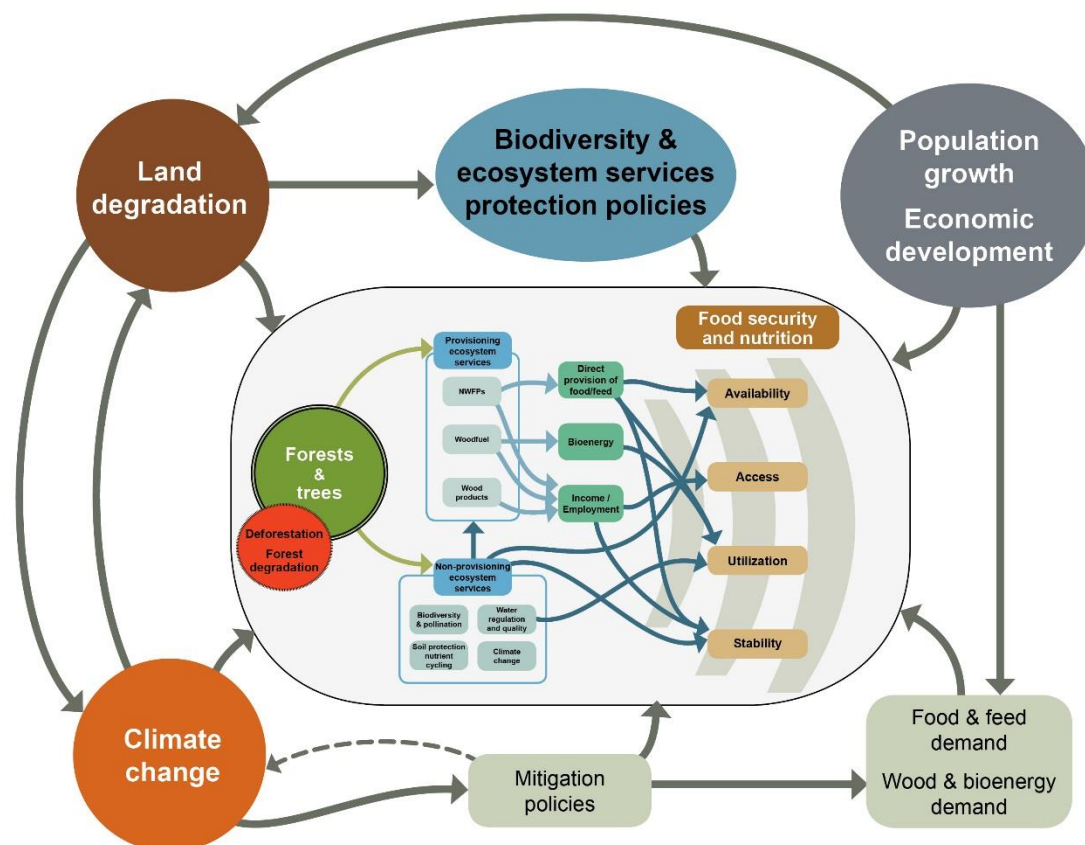 Land
degradation
Biodiversity &
ecosystem services
protection policies
Population
growth
Economic
development
Food security
and nutrition
Provisioning
ecosystem
services
NWFPs
Woodfuel
Wood
products
Direct
provision of
food/feed
Bioenergy
Income /
Employment
Availability
Access
Utilization
Stability
Forests
&
trees
Deforestation
Forest
degradation
Non-provisioning
ecosystem
services
Biodiversity
& pollination
Water
regulation
and quality
Soil protection
nutrient
cycling
Climate
change
Climate
change
Mitigation
policies
Food & feed
demand
Wood & bioenergy
demand